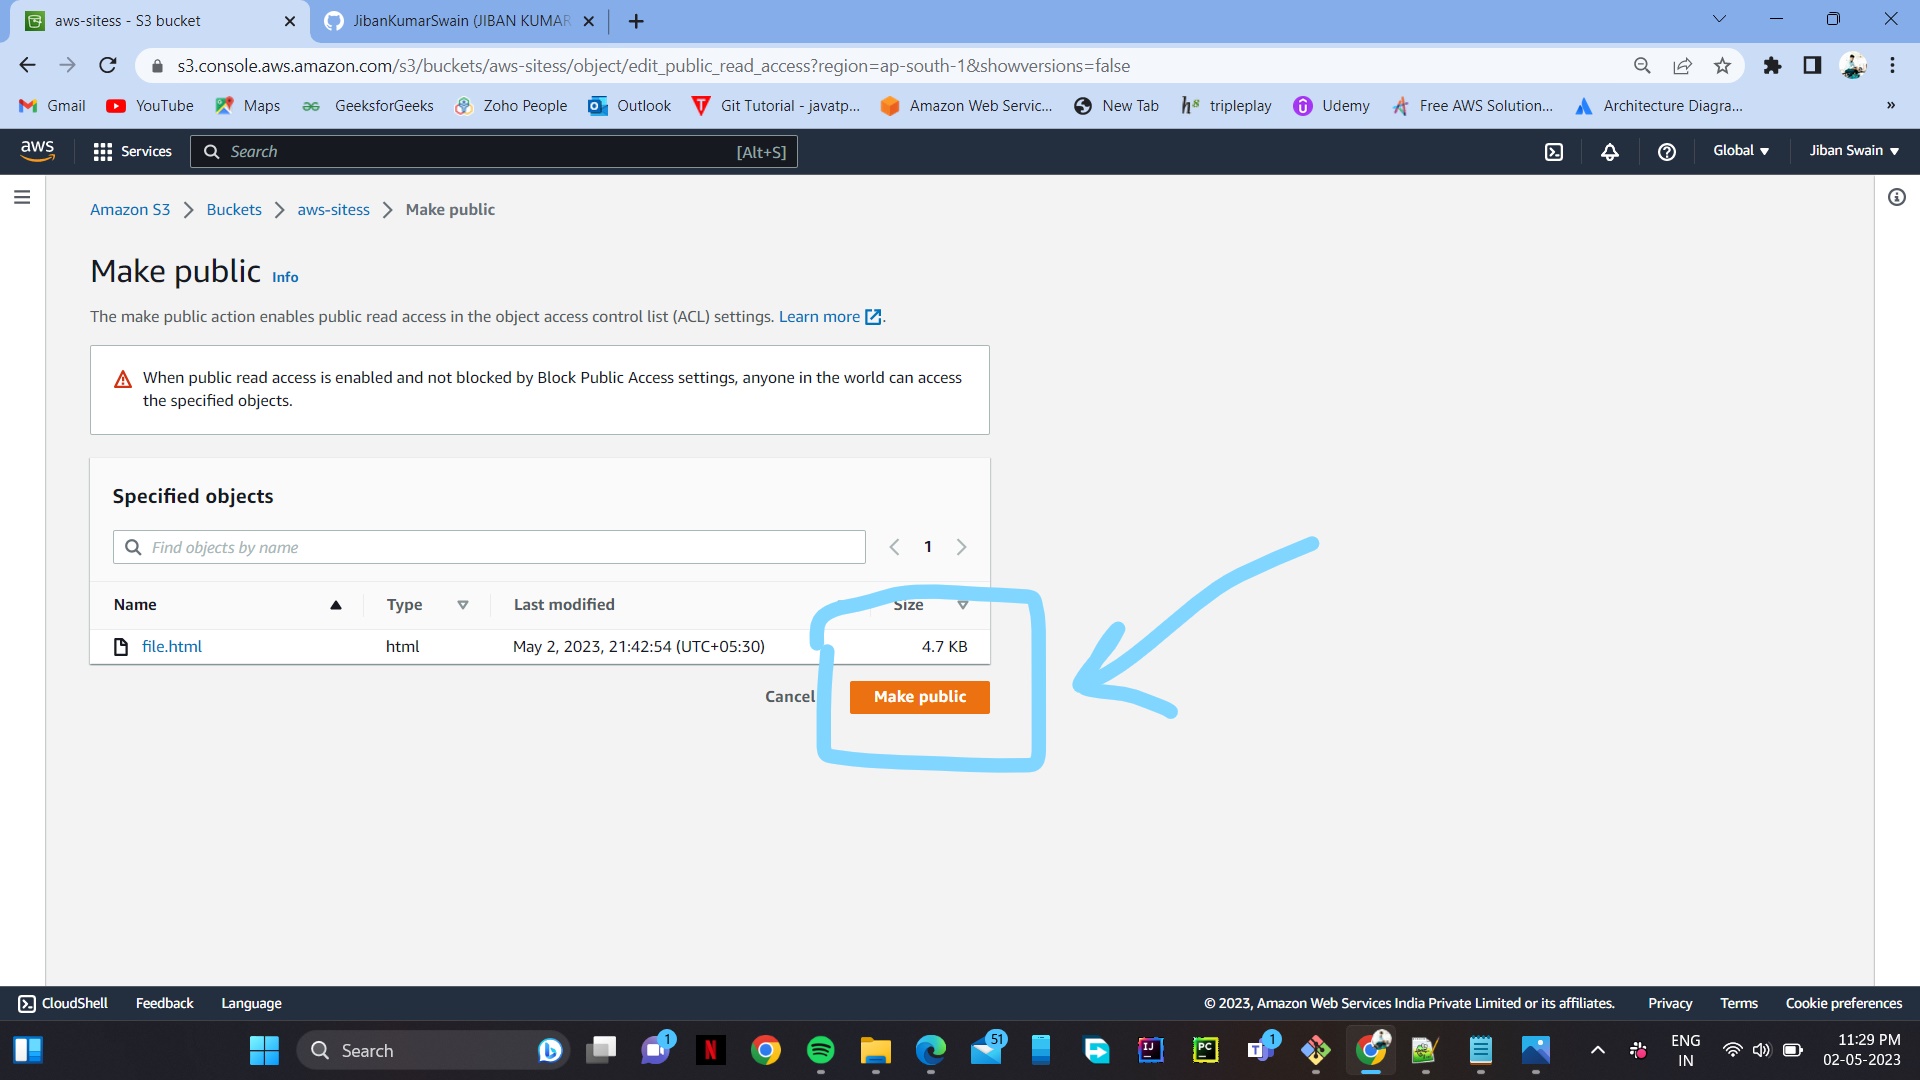 aws-sitess - S3 bucket
JibanKumarSwain (JIBAN KUMAR
s3.console.aws.amazon.com/s3/buckets/aws-sitess/object/edit_public_read_access?region=ap-south-1&showversions=false
Gmail YouTube Maps GeeksforGeeks Zoho People Outlook Git Tutorial - javatp... Amazon Web Servic... New Tab tripleplay Udemy Free AWS Solution... Architecture Diagra... »
aws Services Search [Alt+S] Global Jiban Swain
Amazon S3 Buckets aws-sitess Make public
Make public Info
The make public action enables public read access in the object access control list (ACL) settings. Learn more.
When public read access is enabled and not blocked by Block Public Access settings, anyone in the world can access
the specified objects.
Specified objects
Find objects by name 1
Name Type Last modified Size
file.html html May 2, 2023, 21:42:54 (UTC+05:30) 4.7 KB
Cancel Make public
CloudShell Feedback Language © 2023, Amazon Web Services India Private Limited or its affiliates. Privacy Terms Cookie preferences
Search 1 51 1 ENG 11:29 PM
IN 02-05-2023